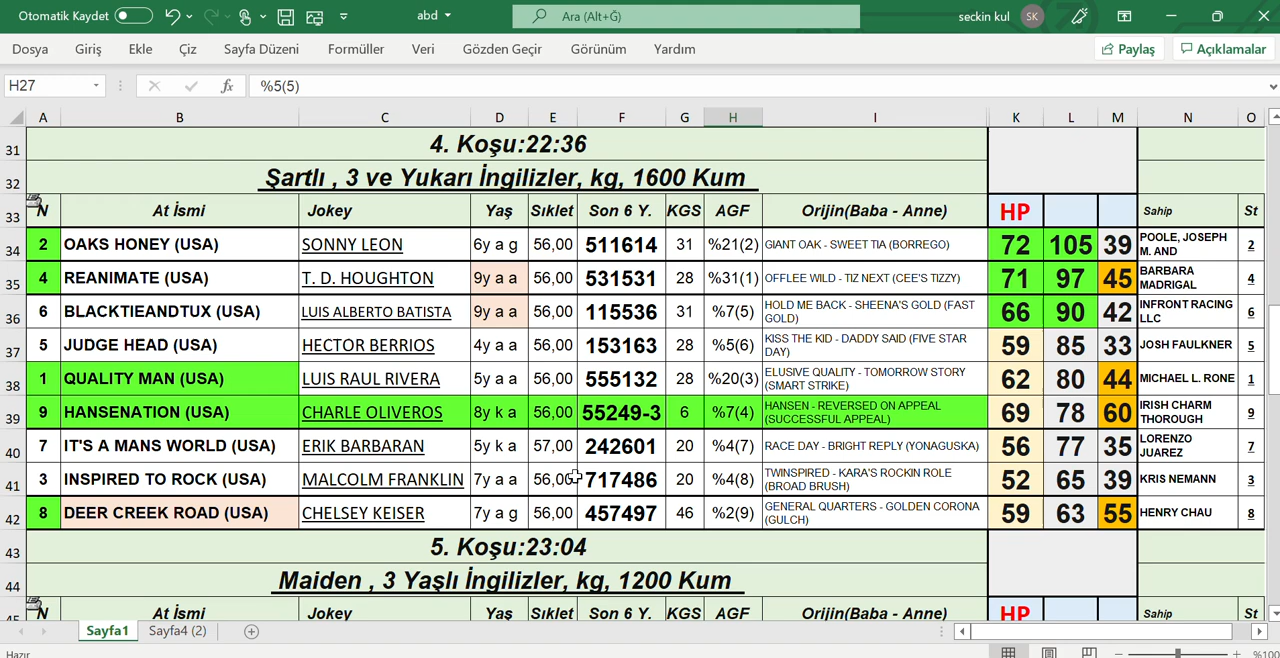 Otomatik Kaydet
abd
Ara (Alt+Ğ)
seckin kul
SK
Dosya Giriş Ekle Çiz Sayfa Düzeni Formüller Veri Gözden Geçir Görünüm Yardım Paylaş Açıklamalar
H27 fx %5(5)
A B C D E F G H I K L M N O
31 4. Koşu:22:36
32 Şartlı , 3 ve Yukarı İngilizler, kg, 1600 Kum
33 N At İsmi Jokey Yaş Sıklet Son 6 Y. KGS AGF Orijin(Baba - Anne) HP Sahip St
34 2 OAKS HONEY (USA) SONNY LEON 6y a g 56,00 511614 31 %21(2) GIANT OAK - SWEET TIA (BORREGO) 72 105 39 POOLE, JOSEPH M. AND 2
35 4 REANIMATE (USA) T. D. HOUGHTON 9y a a 56,00 531531 28 %31(1) OFFLEE WILD - TIZ NEXT (CEE'S TIZZY) 71 97 45 BARBARA MADRIGAL 4
36 6 BLACKTIEANDTUX (USA) LUIS ALBERTO BATISTA 9y a a 56,00 115536 31 %7(5) HOLD ME BACK - SHEENA'S GOLD (FAST GOLD) 66 90 42 INFRONT RACING LLC 6
37 5 JUDGE HEAD (USA) HECTOR BERRIOS 4y a a 56,00 153163 28 %5(6) KISS THE KID - DADDY SAID (FIVE STAR DAY) 59 85 33 JOSH FAULKNER 5
38 1 QUALITY MAN (USA) LUIS RAUL RIVERA 5y a a 56,00 555132 28 %20(3) ELUSIVE QUALITY - TOMORROW STORY (SMART STRIKE) 62 80 44 MICHAEL L. RONE 1
39 9 HANSENATION (USA) CHARLE OLIVEROS 8y k a 56,00 55249-3 6 %7(4) HANSEN - REVERSED ON APPEAL (SUCCESSFUL APPEAL) 69 78 60 IRISH CHARM THOROUGH 9
40 7 IT'S A MANS WORLD (USA) ERIK BARBARAN 5y k a 57,00 242601 20 %4(7) RACE DAY - BRIGHT REPLY (YONAGUSKA) 56 77 35 LORENZO JUAREZ 7
41 3 INSPIRED TO ROCK (USA) MALCOLM FRANKLIN 7y a a 56,00 717486 20 %4(8) TWINSPIRED - KARA'S ROCKIN ROLE (BROAD BRUSH) 52 65 39 KRIS NEMANN 3
42 8 DEER CREEK ROAD (USA) CHELSEY KEISER 7y a g 56,00 457497 46 %2(9) GENERAL QUARTERS - GOLDEN CORONA (GULCH) 59 63 55 HENRY CHAU 8
43 5. Koşu:23:04
44 Maiden , 3 Yaşlı İngilizler, kg, 1200 Kum
45 N At İsmi Jokey Yaş Sıklet Son 6 Y. KGS AGF Orijin(Baba - Anne) HP Sahip St
Sayfa1 Sayfa4 (2)
Hazır %100